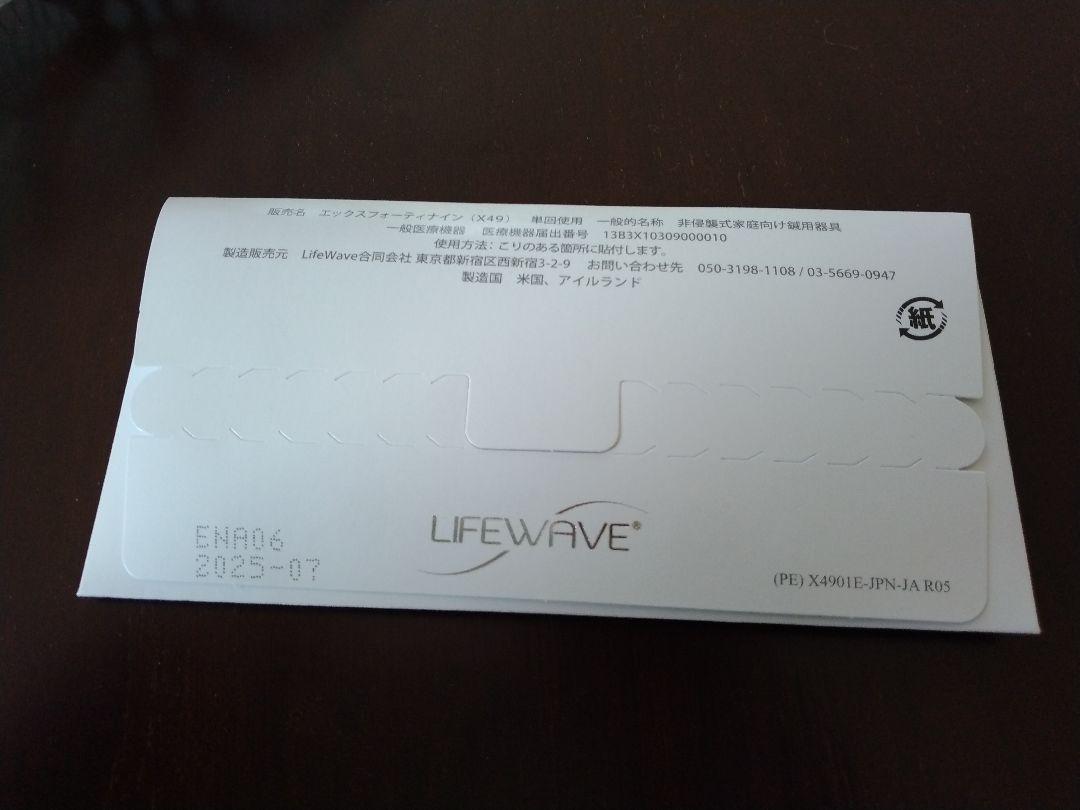 販売名 エックスフォーティナイン（X49） 単回使用 一般的名称 非侵襲式家庭向け鍼用器具
一般医療機器 医療機器届出番号 13B3X10309000010
使用方法：こりのある箇所に貼付します。
製造販売元 LifeWave合同会社 東京都新宿区西新宿3-2-9 お問い合わせ先 050-3198-1108 / 03-5669-0947
製造国 米国、アイルランド
紙
ENA06
2025-07
LIFEWAVE®
(PE) X4901E-JPN-JA R05